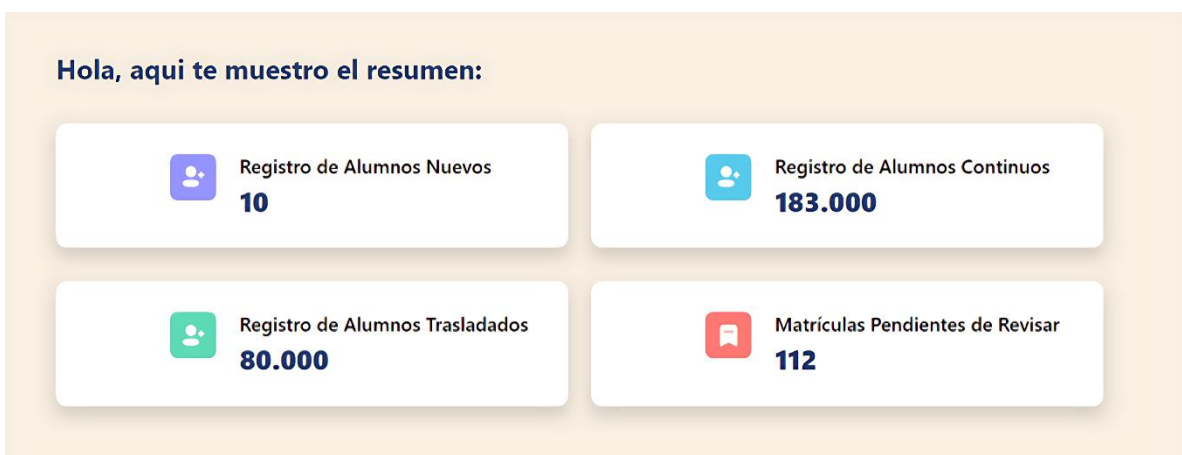 Hola, aqui te muestro el resumen:
Registro de Alumnos Nuevos
10
Registro de Alumnos Continuos
183.000
Registro de Alumnos Trasladados
80.000
Matrículas Pendientes de Revisar
112